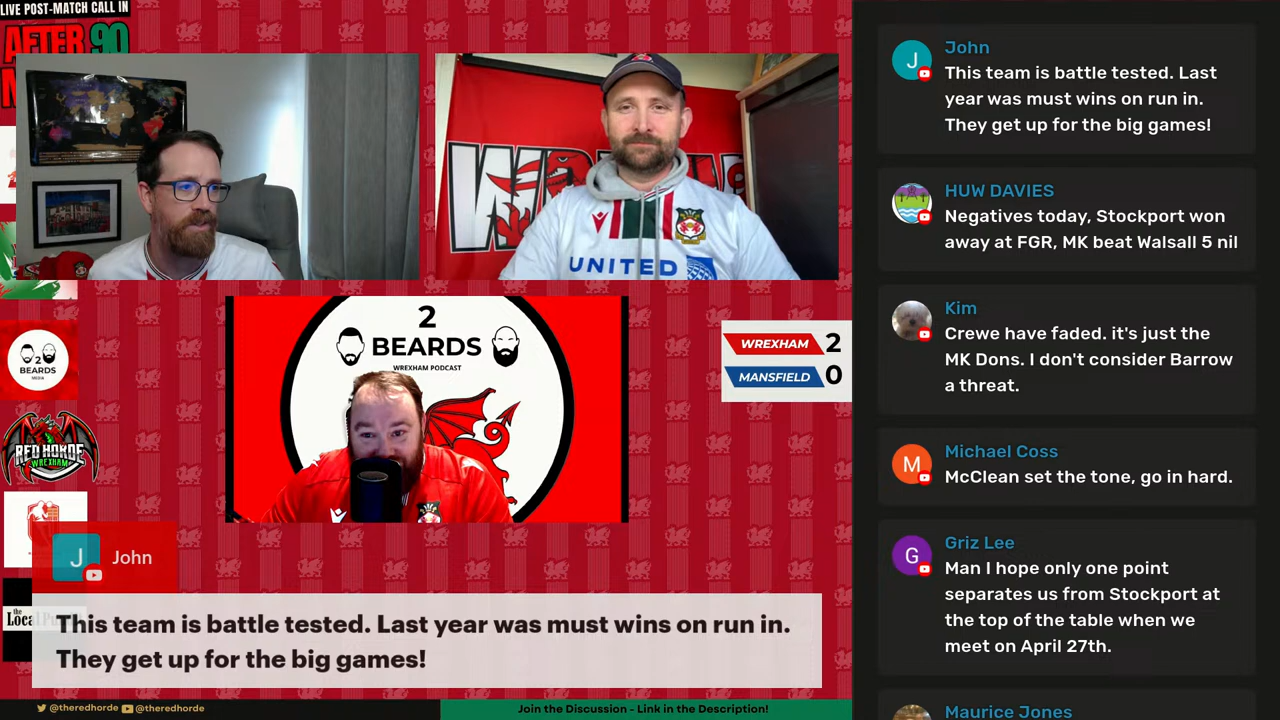 LIVE POST-MATCH CALL IN
AFTER 90
2
BEARDS
WREXHAM PODCAST
UNITED
WREXHAM 2
MANSFIELD 0
2
BEARDS
MEDIA
RED HORDE
WREXHAM
the
Local
J
John
This team is battle tested. Last year was must wins on run in.
They get up for the big games!
@theredhorde @theredhorde
Join the Discussion - Link in the Description!
J
John
This team is battle tested. Last
year was must wins on run in.
They get up for the big games!
HUW DAVIES
Negatives today, Stockport won
away at FGR, MK beat Walsall 5 nil
Kim
Crewe have faded. it's just the
MK Dons. I don't consider Barrow
a threat.
M
Michael Coss
McClean set the tone, go in hard.
G
Griz Lee
Man I hope only one point
separates us from Stockport at
the top of the table when we
meet on April 27th.
Maurice Jones